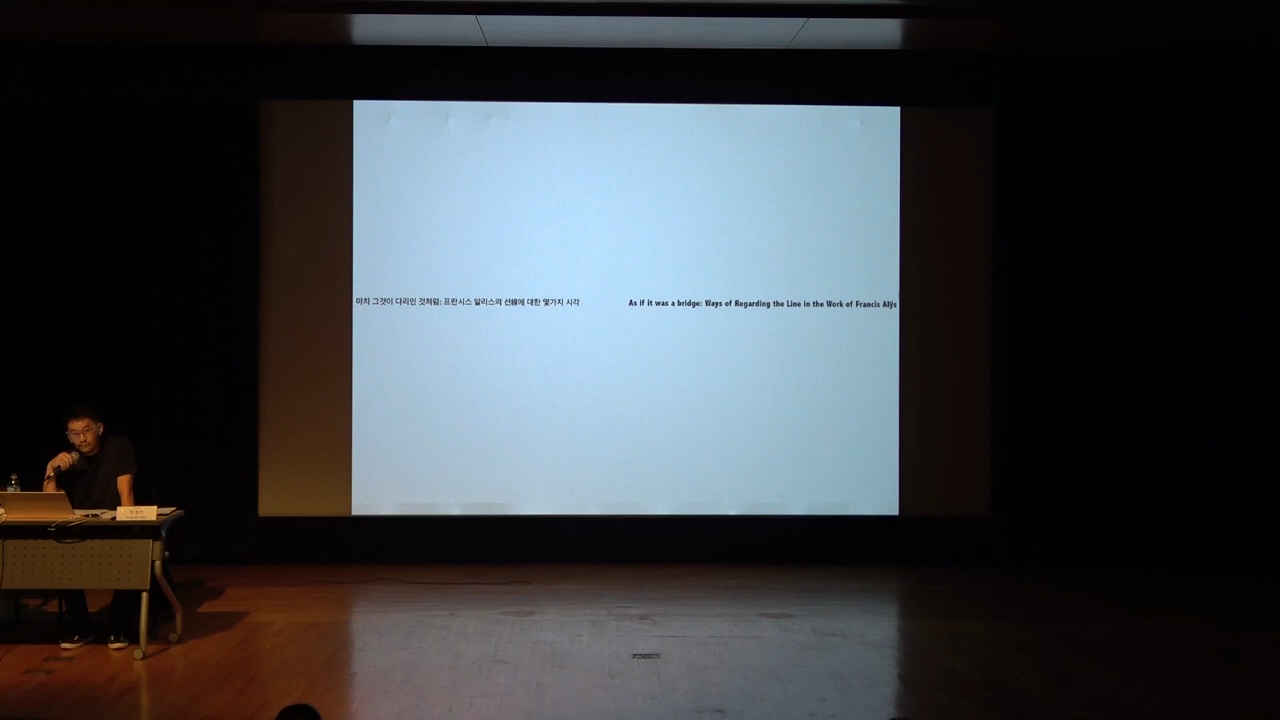 마치 그것이 다리인 것처럼: 프란시스 알리스의 선線에 대한 몇가지 시각
As if it was a bridge: Ways of Regarding the Line in the Work of Francis Alÿs